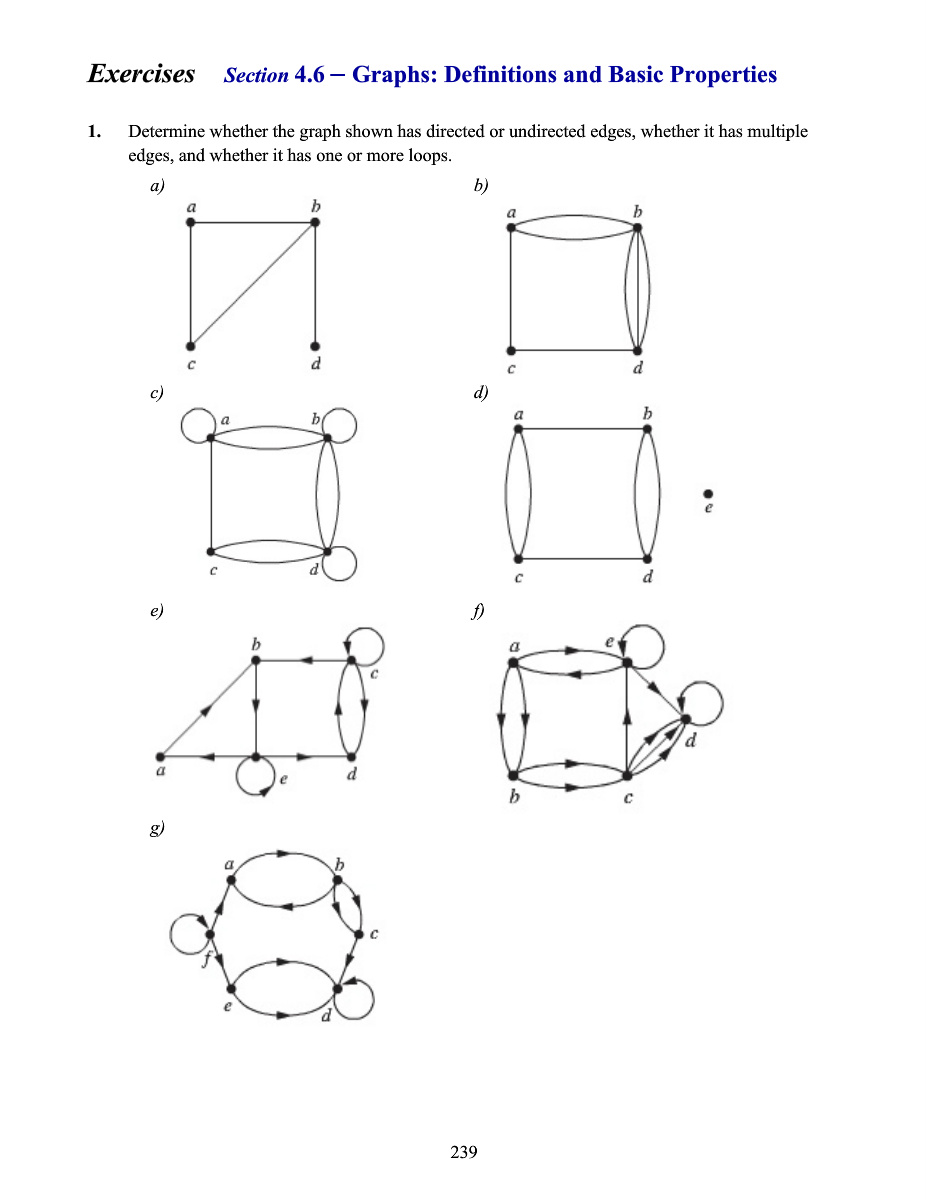 Exercises Section 4.6 – Graphs: Definitions and Basic Properties
1. Determine whether the graph shown has directed or undirected edges, whether it has multiple
edges, and whether it has one or more loops.
a) b)
a b a b
c d c d
c) d)
a b a b
e
c d c d
e) f)
b a e
c
d
a e d
b c
g)
a b
c
f
e d
239